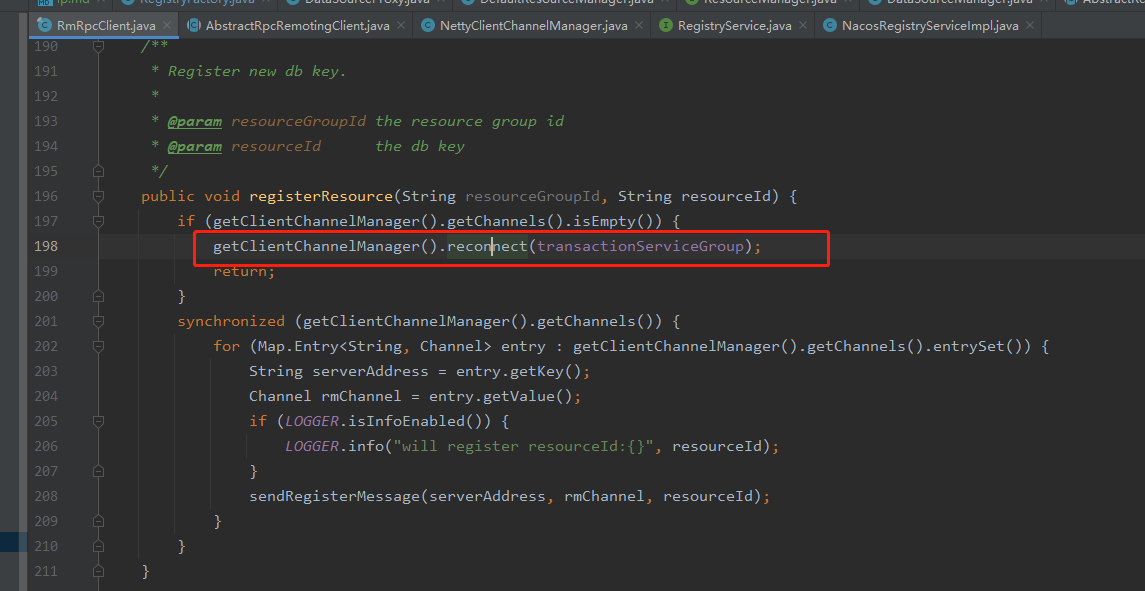 RmRpcClient.java AbstractRpcRemotingClient.java NettyClientChannelManager.java RegistryService.java NacosRegistryServiceImpl.java
190 /**
191 * Register new db key.
192 *
193 * @param resourceGroupId the resource group id
194 * @param resourceId the db key
195 */
196 public void registerResource(String resourceGroupId, String resourceId) {
197 if (getClientChannelManager().getChannels().isEmpty()) {
198 getClientChannelManager().reconnect(transactionServiceGroup);
199 return;
200 }
201 synchronized (getClientChannelManager().getChannels()) {
202 for (Map.Entry<String, Channel> entry : getClientChannelManager().getChannels().entrySet()) {
203 String serverAddress = entry.getKey();
204 Channel rmChannel = entry.getValue();
205 if (LOGGER.isInfoEnabled()) {
206 LOGGER.info("will register resourceId:{}", resourceId);
207 }
208 sendRegisterMessage(serverAddress, rmChannel, resourceId);
209 }
210 }
211 }